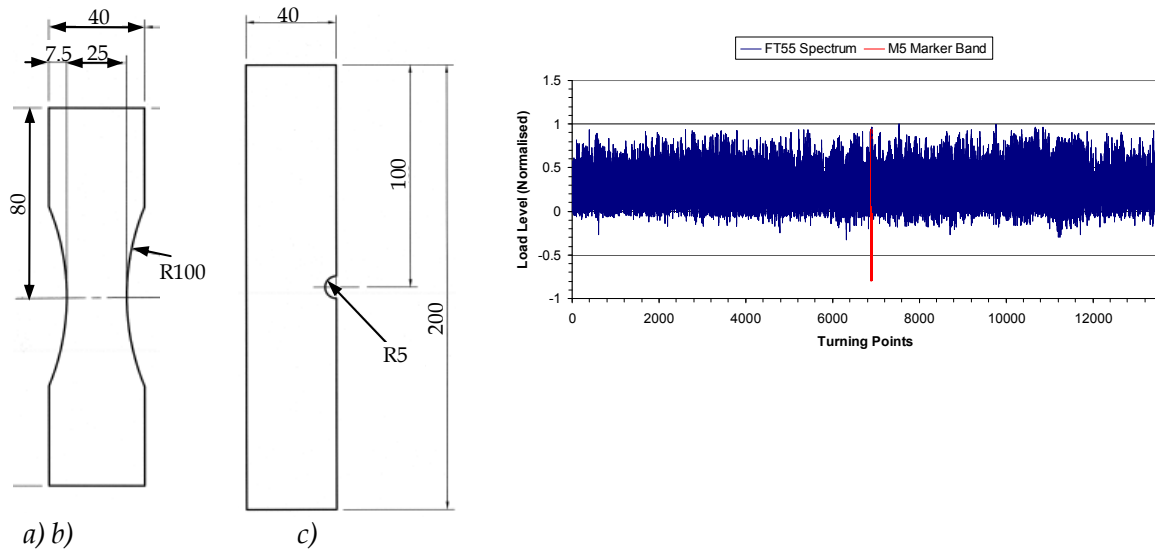 40
7.5
25
80
R100
40
100
200
R5
a) b)
c)
FT55 Spectrum
M5 Marker Band
1.5
1
0.5
0
-0.5
-1
Load Level (Normalised)
0
2000
4000
6000
8000
10000
12000
Turning Points